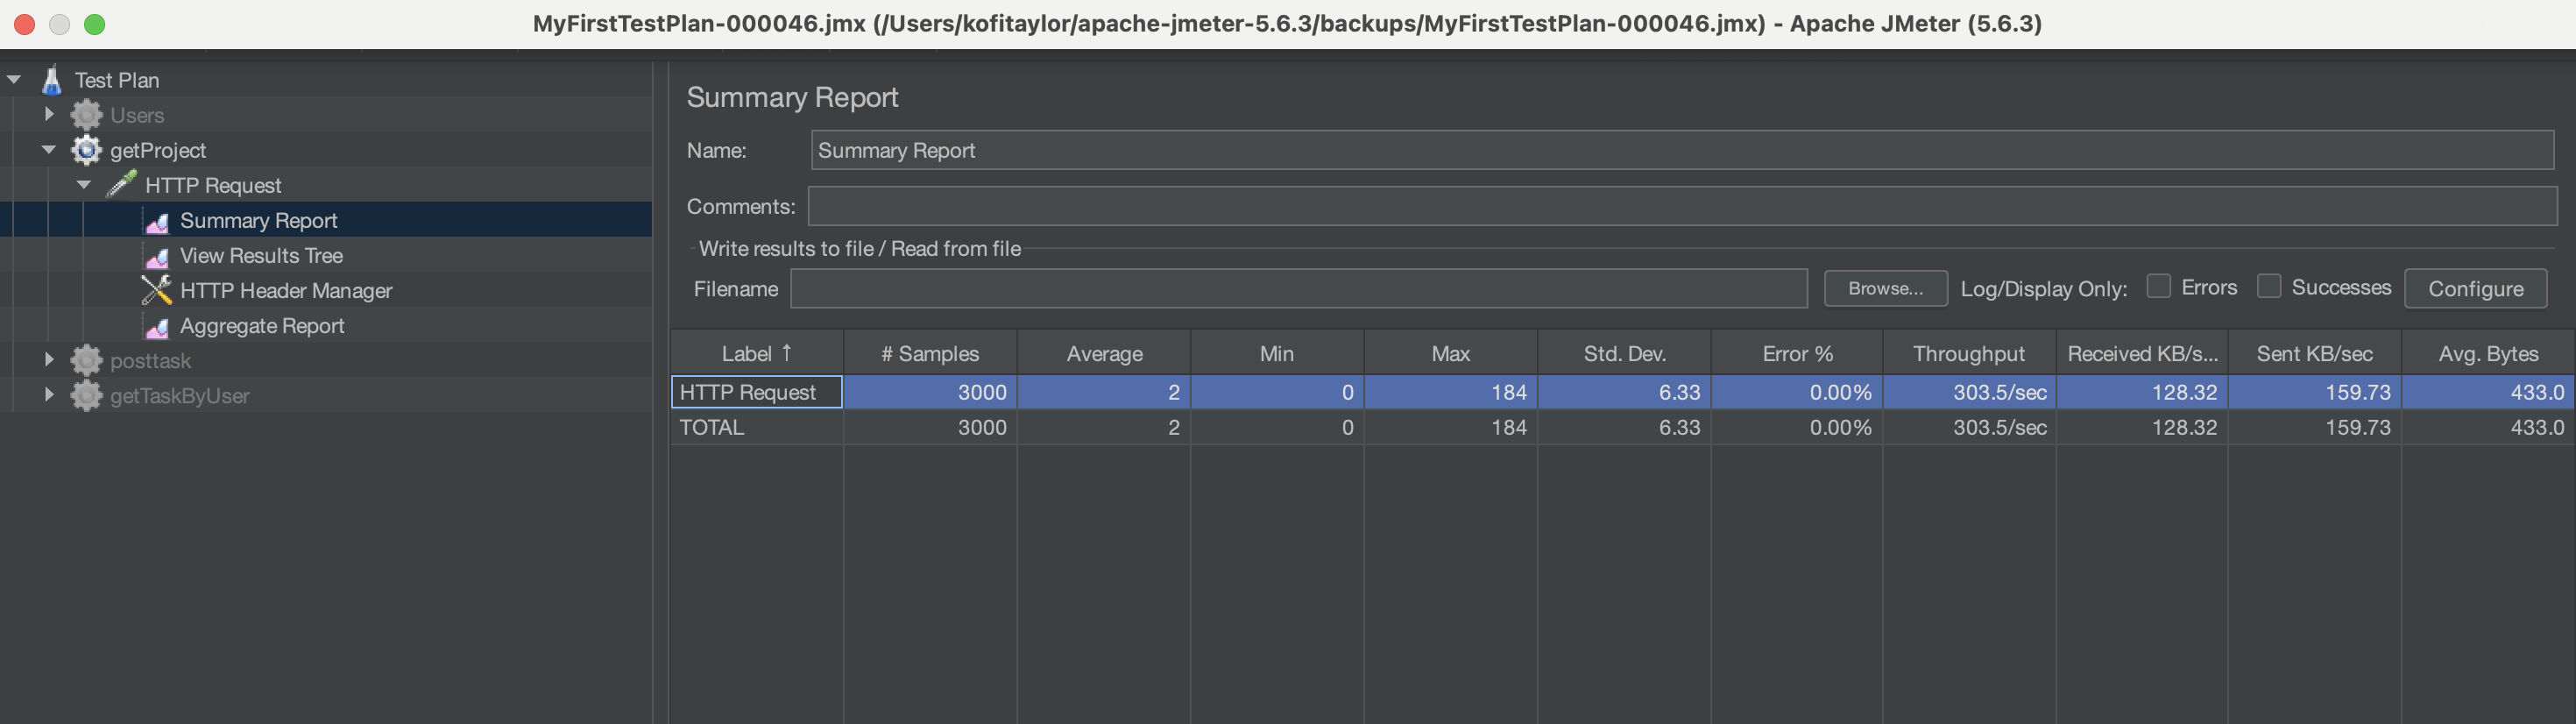 MyFirstTestPlan-000046.jmx (/Users/kofitaylor/apache-jmeter-5.6.3/backups/MyFirstTestPlan-000046.jmx) - Apache JMeter (5.6.3)
Test Plan
Users
getProject
HTTP Request
Summary Report
View Results Tree
HTTP Header Manager
Aggregate Report
posttask
getTaskByUser
Summary Report
Name: Summary Report
Comments:
Write results to file / Read from file
Filename Browse... Log/Display Only: Errors Successes Configure
Label ↑ # Samples Average Min Max Std. Dev. Error % Throughput Received KB/s... Sent KB/sec Avg. Bytes
HTTP Request 3000 2 0 184 6.33 0.00% 303.5/sec 128.32 159.73 433.0
TOTAL 3000 2 0 184 6.33 0.00% 303.5/sec 128.32 159.73 433.0